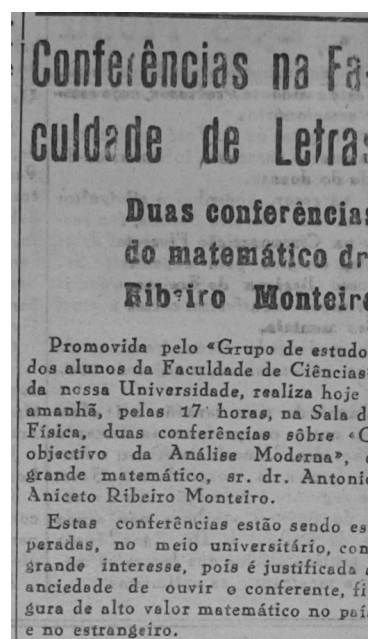 Conferências na Fa-
culdade de Letras
Duas conferências
do matemático dr
Ribeiro Monteiro
Promovida pelo «Grupo de estudo
dos alunos da Faculdade de Ciências
da nossa Universidade, realiza hoje
amanhã, pelas 17 horas, na Sala d
Física, duas conferências sôbre «O
objectivo da Análise Moderna»,
grande matemático, sr. dr. Antonio
Aniceto Ribeiro Monteiro.
Estas conferências estão sendo es
peradas, no meio universitário, com
grande interesse, pois é justificada a
anciedade de ouvir o conferente, fi
gura de alto valor matemático no paí
e no estrangeiro.